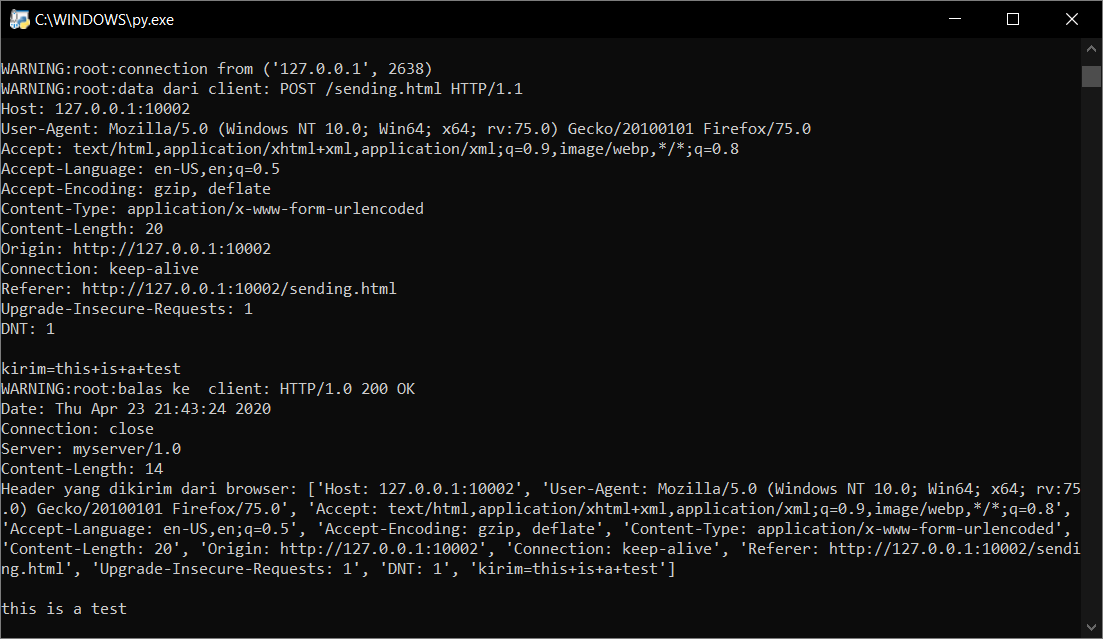 C:\WINDOWS\py.exe
WARNING:root:connection from ('127.0.0.1', 2638)
WARNING:root:data dari client: POST /sending.html HTTP/1.1
Host: 127.0.0.1:10002
User-Agent: Mozilla/5.0 (Windows NT 10.0; Win64; x64; rv:75.0) Gecko/20100101 Firefox/75.0
Accept: text/html,application/xhtml+xml,application/xml;q=0.9,image/webp,*/*;q=0.8
Accept-Language: en-US,en;q=0.5
Accept-Encoding: gzip, deflate
Content-Type: application/x-www-form-urlencoded
Content-Length: 20
Origin: http://127.0.0.1:10002
Connection: keep-alive
Referer: http://127.0.0.1:10002/sending.html
Upgrade-Insecure-Requests: 1
DNT: 1

kirim=this+is+a+test
WARNING:root:balas ke  client: HTTP/1.0 200 OK
Date: Thu Apr 23 21:43:24 2020
Connection: close
Server: myserver/1.0
Content-Length: 14
Header yang dikirim dari browser: ['Host: 127.0.0.1:10002', 'User-Agent: Mozilla/5.0 (Windows NT 10.0; Win64; x64; rv:75
.0) Gecko/20100101 Firefox/75.0', 'Accept: text/html,application/xhtml+xml,application/xml;q=0.9,image/webp,*/*;q=0.8',
'Accept-Language: en-US,en;q=0.5', 'Accept-Encoding: gzip, deflate', 'Content-Type: application/x-www-form-urlencoded',
'Content-Length: 20', 'Origin: http://127.0.0.1:10002', 'Connection: keep-alive', 'Referer: http://127.0.0.1:10002/sendi
ng.html', 'Upgrade-Insecure-Requests: 1', 'DNT: 1', 'kirim=this+is+a+test']

this is a test